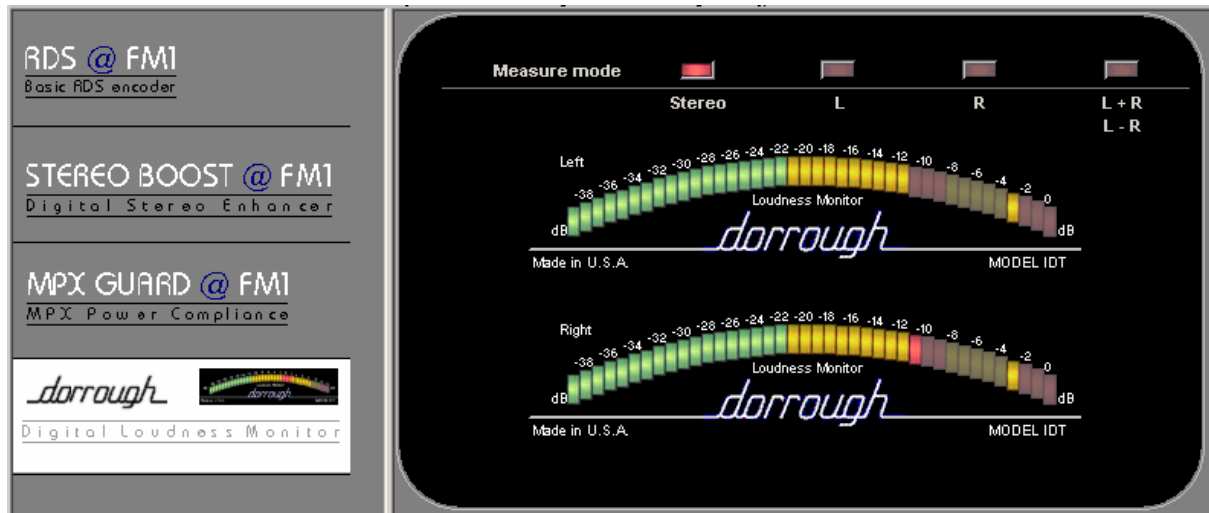 RDS @ FM1
Basic RDS encoder
STEREO BOOST @ FM1
Digital Stereo Enhancer
MPX GUARD @ FM1
MPX Power Compliance
dorrough
dorrough
Digital Loudness Monitor
Measure mode
Stereo L R L + R
L - R
Left
-38 -36 -34 -32 -30 -28 -26 -24 -22 -20 -18 -16 -14 -12 -10 -8 -6 -4 -2 0
Loudness Monitor
dB dorrough dB
Made in U.S.A. MODEL IDT
Right
-38 -36 -34 -32 -30 -28 -26 -24 -22 -20 -18 -16 -14 -12 -10 -8 -6 -4 -2 0
Loudness Monitor
dB dorrough dB
Made in U.S.A. MODEL IDT